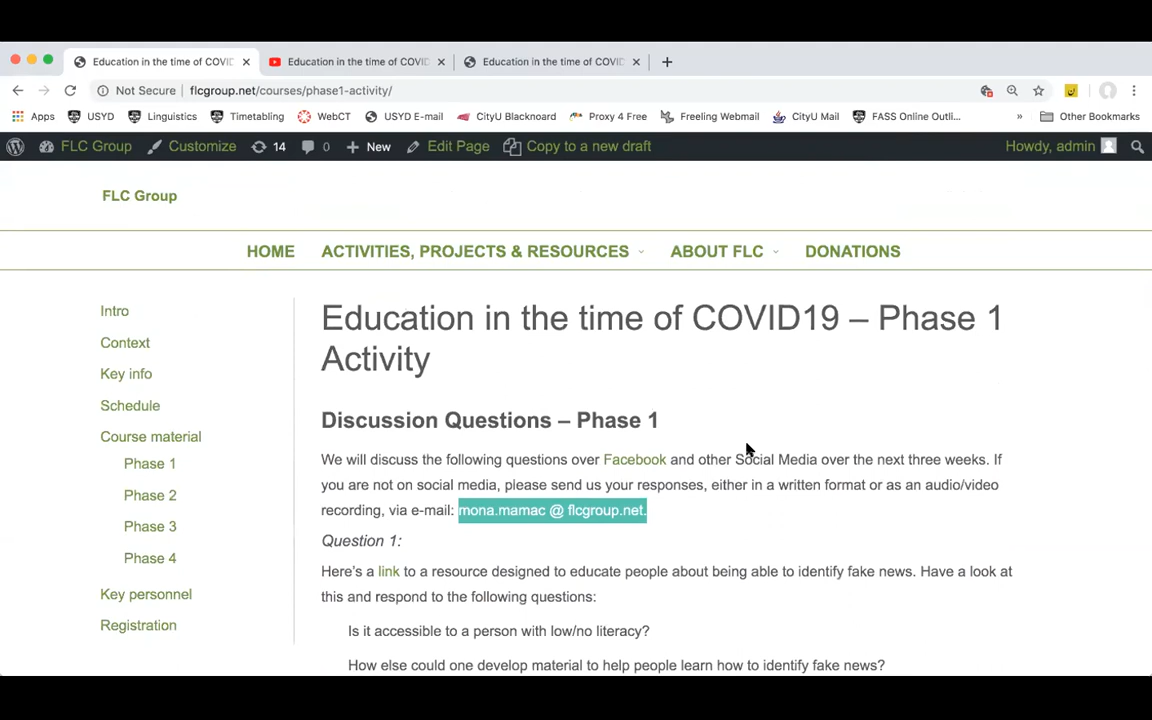 Education in the time of COVID
Education in the time of COVID
Education in the time of COVID
Not Secure
flcgroup.net/courses/phase1-activity/
Apps USYD Linguistics Timetabling WebCT USYD E-mail CityU Blacknoard Proxy 4 Free Freeling Webmail CityU Mail FASS Online Outli... » Other Bookmarks
FLC Group Customize 14 0 New Edit Page Copy to a new draft Howdy, admin
FLC Group
HOME ACTIVITIES, PROJECTS & RESOURCES ABOUT FLC DONATIONS
Intro
Context
Key info
Schedule
Course material
Phase 1
Phase 2
Phase 3
Phase 4
Key personnel
Registration
Education in the time of COVID19 – Phase 1
Activity
Discussion Questions – Phase 1
We will discuss the following questions over Facebook and other Social Media over the next three weeks. If
you are not on social media, please send us your responses, either in a written format or as an audio/video
recording, via e-mail: mona.mamac @ flcgroup.net.
Question 1:
Here's a link to a resource designed to educate people about being able to identify fake news. Have a look at
this and respond to the following questions:
Is it accessible to a person with low/no literacy?
How else could one develop material to help people learn how to identify fake news?